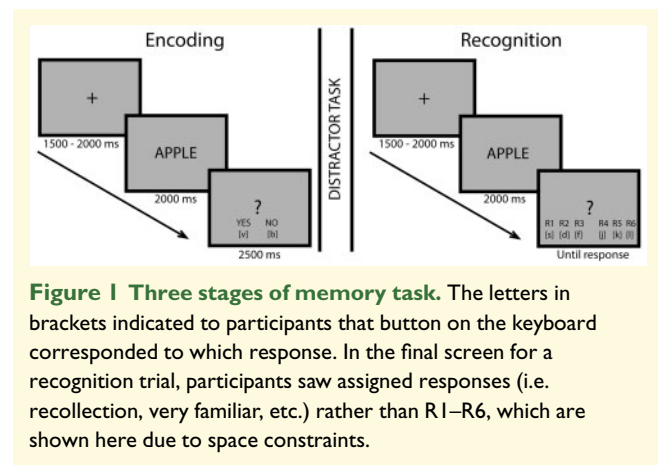 Encoding
+
1500 - 2000 ms
APPLE
2000 ms
?
YES NO
[v] [b]
2500 ms
DISTRACTOR TASK
Recognition
+
1500 - 2000 ms
APPLE
2000 ms
?
R1 R2 R3 R4 R5 R6
[s] [d] [f] [j] [k] [l]
Until response
Figure 1 Three stages of memory task. The letters in
brackets indicated to participants that button on the keyboard
corresponded to which response. In the final screen for a
recognition trial, participants saw assigned responses (i.e.
recollection, very familiar, etc.) rather than R1–R6, which are
shown here due to space constraints.